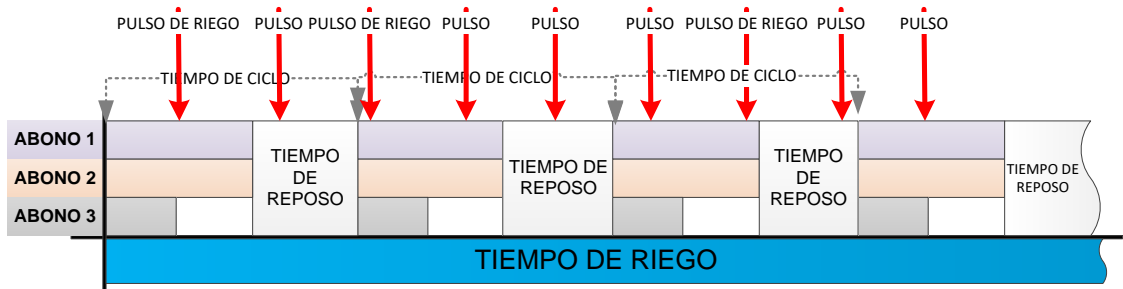 PULSO DE RIEGO PULSO PULSO DE RIEGO PULSO PULSO PULSO PULSO DE RIEGO PULSO PULSO
TIEMPO DE CICLO TIEMPO DE CICLO TIEMPO DE CICLO
ABONO 1
ABONO 2
ABONO 3
TIEMPO
DE
REPOSO
TIEMPO DE
REPOSO
TIEMPO
DE
REPOSO
TIEMPO DE
REPOSO
TIEMPO DE RIEGO